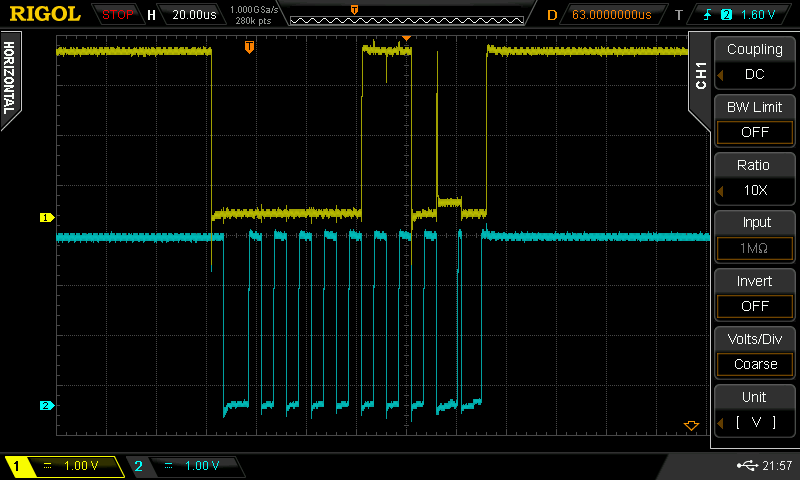 RIGOL STOP H 20.00us 1.000GSa/s 280k pts T D 63.0000000us T 2 1.60 V
HORIZONTAL
T
CH1
Coupling
DC
BW Limit
OFF
Ratio
10X
Input
1MΩ
Invert
OFF
Volts/Div
Coarse
Unit
[ V ]
1
2
1 1.00 V 2 1.00 V 21:57